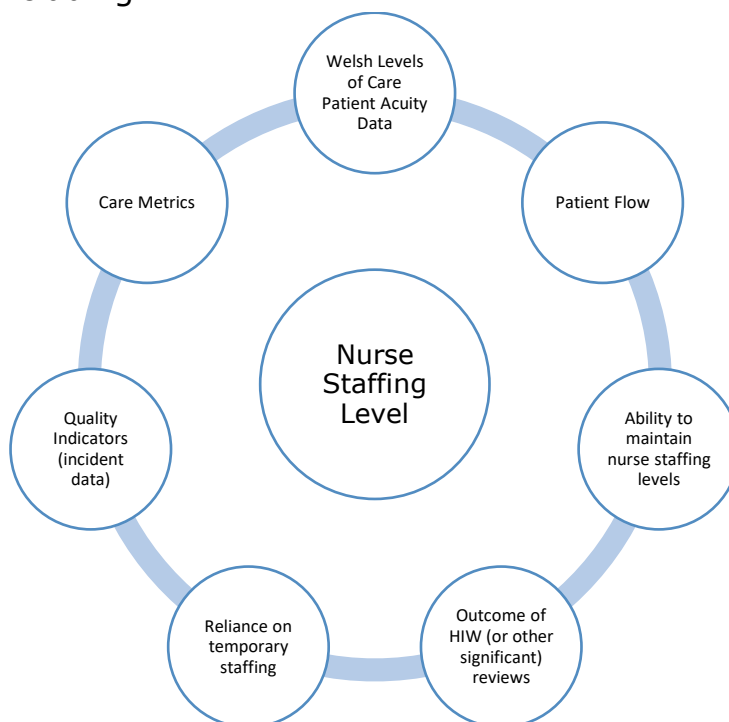 Welsh Levels
of Care
Patient Acuity
Data
Care Metrics
Patient Flow
Nurse
Staffing
Level
Quality
Indicators
(incident
data)
Ability to
maintain
nurse staffing
levels
Reliance on
temporary
staffing
Outcome of
HIW (or other
significant)
reviews